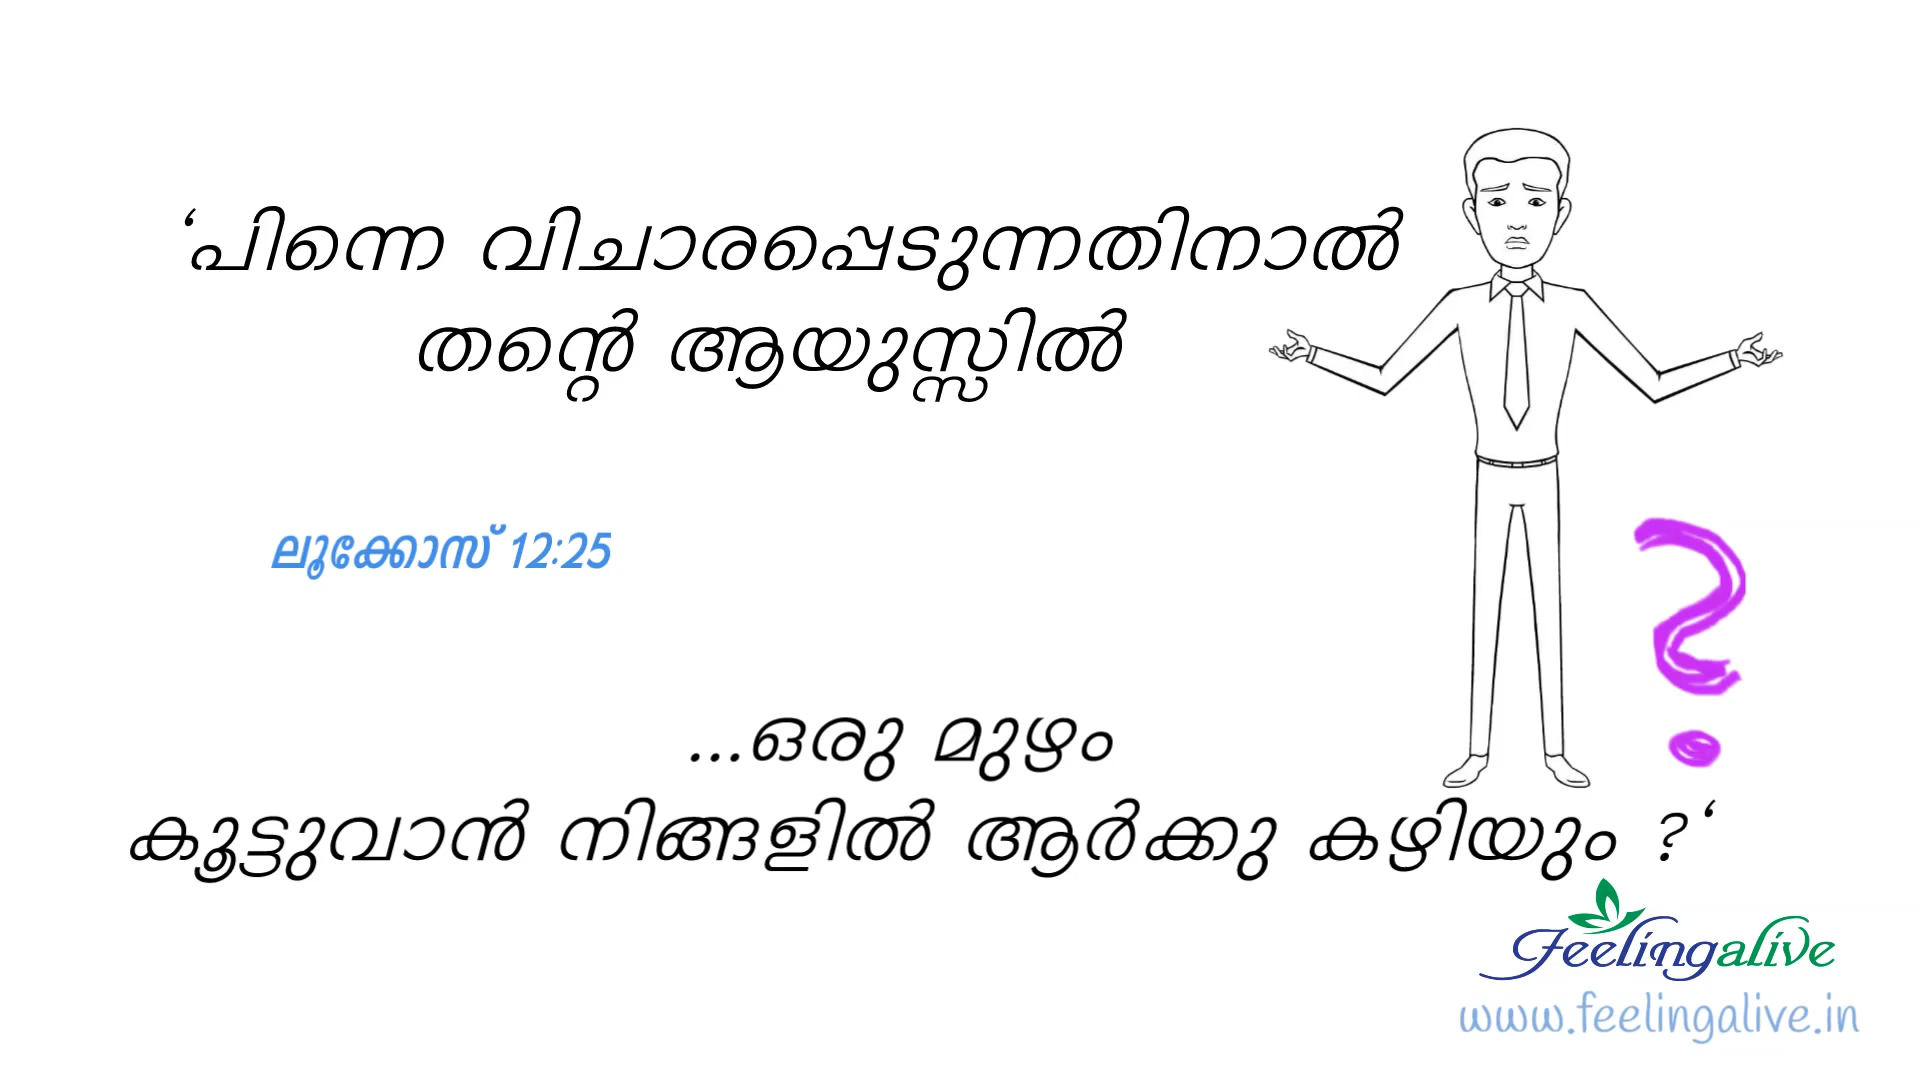 ‘പിന്നെ വിചാരപ്പെടുന്നതിനാൽ
തന്റെ ആയുസ്സിൽ
ലൂക്കോസ് 12:25
...ഒരു മുഴം
കൂട്ടുവാൻ നിങ്ങളിൽ ആർക്കു കഴിയും ?‘
?
Feelingalive
www.feelingalive.in